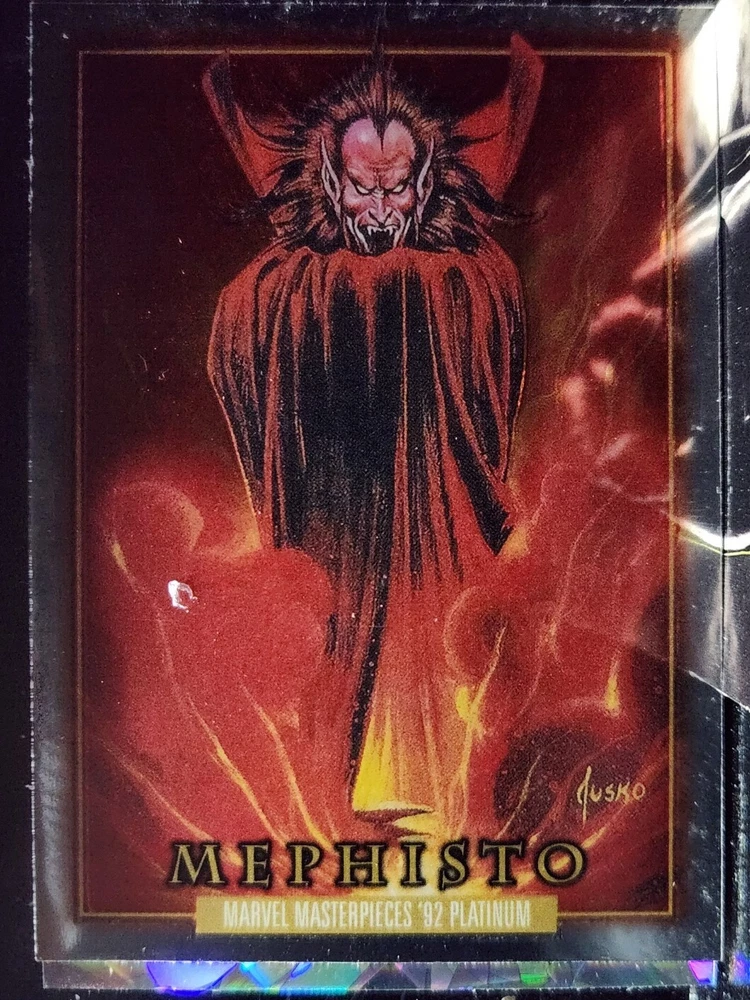 Jusko
MEPHISTO
MARVEL MASTERPIECES '92 PLATINUM